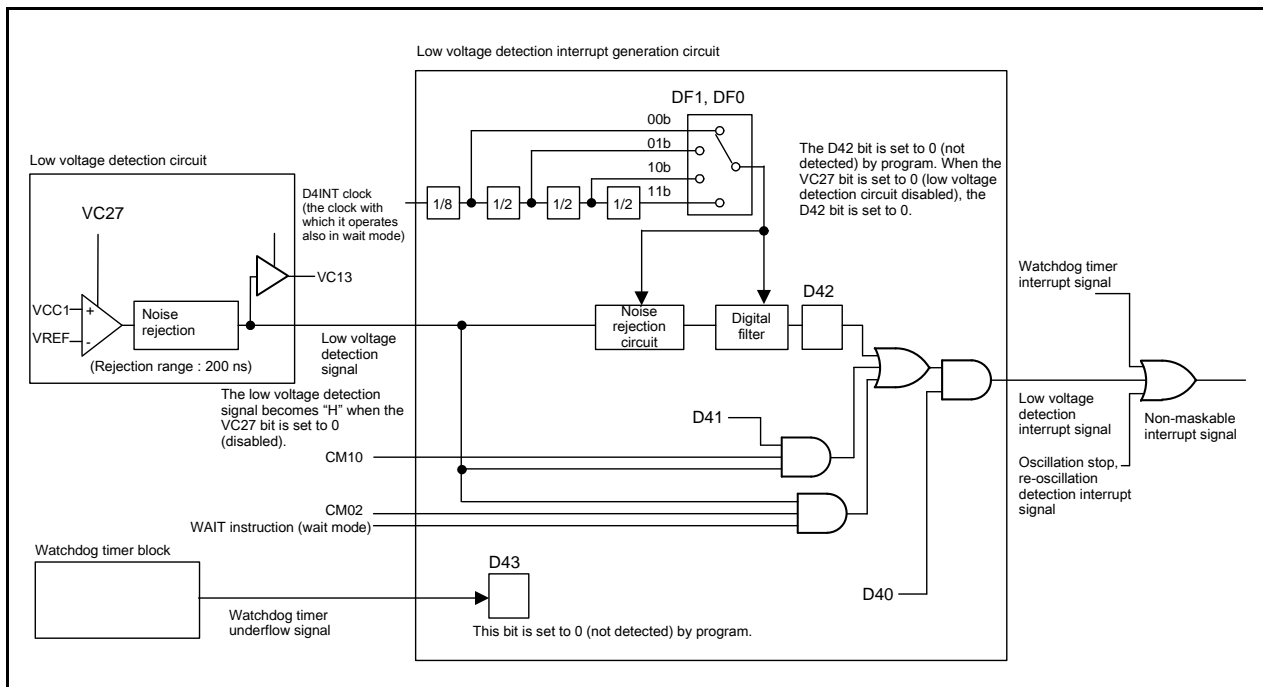 Low voltage detection interrupt generation circuit
DF1, DF0
00b
01b
10b
11b
The D42 bit is set to 0 (not
detected) by program. When the
VC27 bit is set to 0 (low voltage
detection circuit disabled), the
D42 bit is set to 0.
Low voltage detection circuit
VC27
D4INT clock
(the clock with
which it operates
also in wait mode)
1/8
1/2
1/2
1/2
VC13
VCC1
+
VREF
-
Noise
rejection
(Rejection range : 200 ns)
Low voltage
detection
signal
The low voltage detection
signal becomes “H” when the
VC27 bit is set to 0
(disabled).
Noise
rejection
circuit
Digital
filter
D42
Watchdog timer
interrupt signal
Low voltage
detection
interrupt signal
Non-maskable
interrupt signal
Oscillation stop,
re-oscillation
detection interrupt
signal
D41
CM10
CM02
WAIT instruction (wait mode)
D40
Watchdog timer block
Watchdog timer
underflow signal
D43
This bit is set to 0 (not detected) by program.